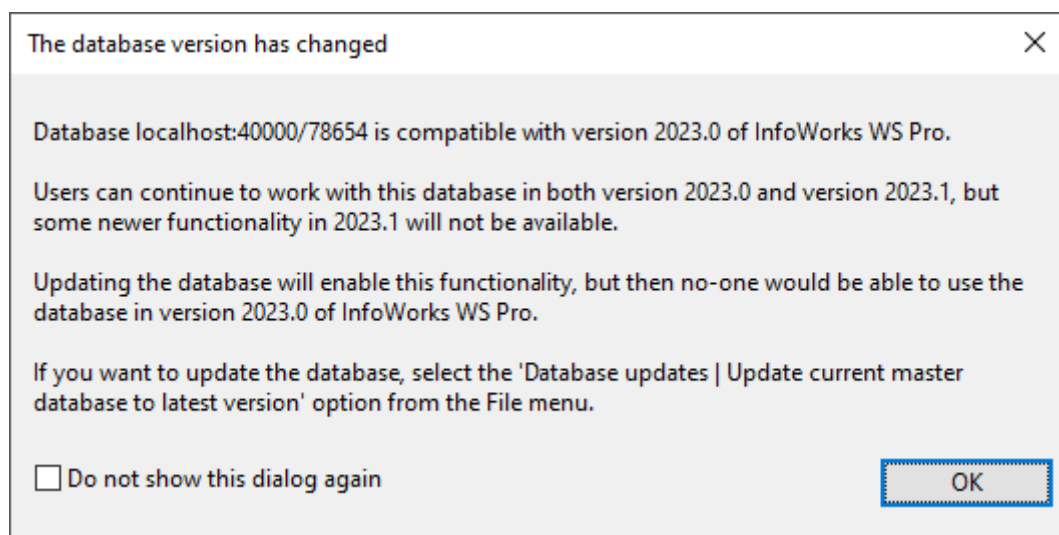 The database version has changed
Database localhost:40000/78654 is compatible with version 2023.0 of InfoWorks WS Pro.
Users can continue to work with this database in both version 2023.0 and version 2023.1, but
some newer functionality in 2023.1 will not be available.
Updating the database will enable this functionality, but then no-one would be able to use the
database in version 2023.0 of InfoWorks WS Pro.
If you want to update the database, select the 'Database updates | Update current master
database to latest version' option from the File menu.
Do not show this dialog again
OK